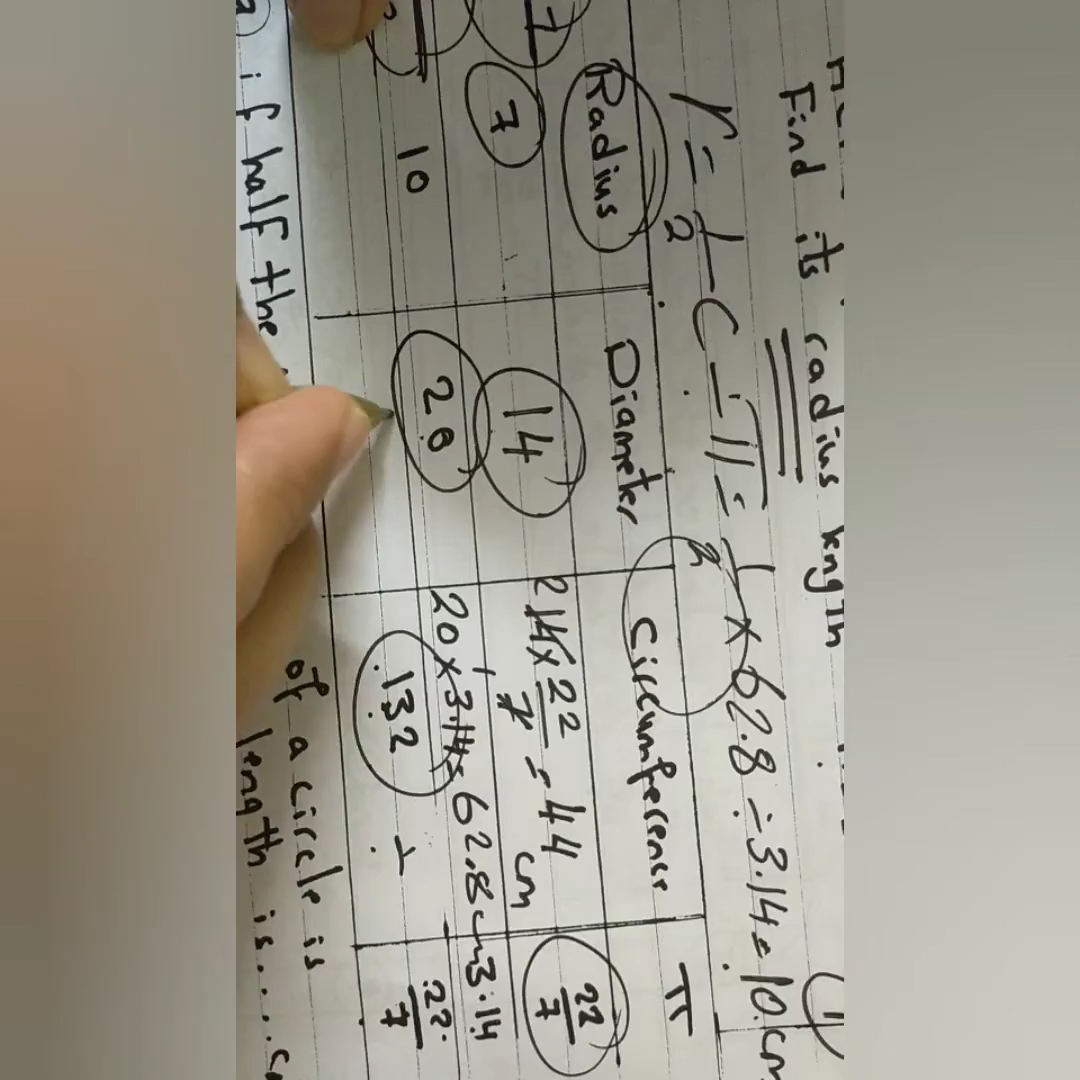 Find its radius length
r = 1/2 C ÷ π = 1/2 × 62.8 ÷ 3.14 = 10 cm
Radius Diameter Circumference π
7 14 14 × 22/7 = 44 cm 22/7
10 20 20 × 3.14 = 62.8 cm 3.14
132 22/7
if half the of a circle is
length is....